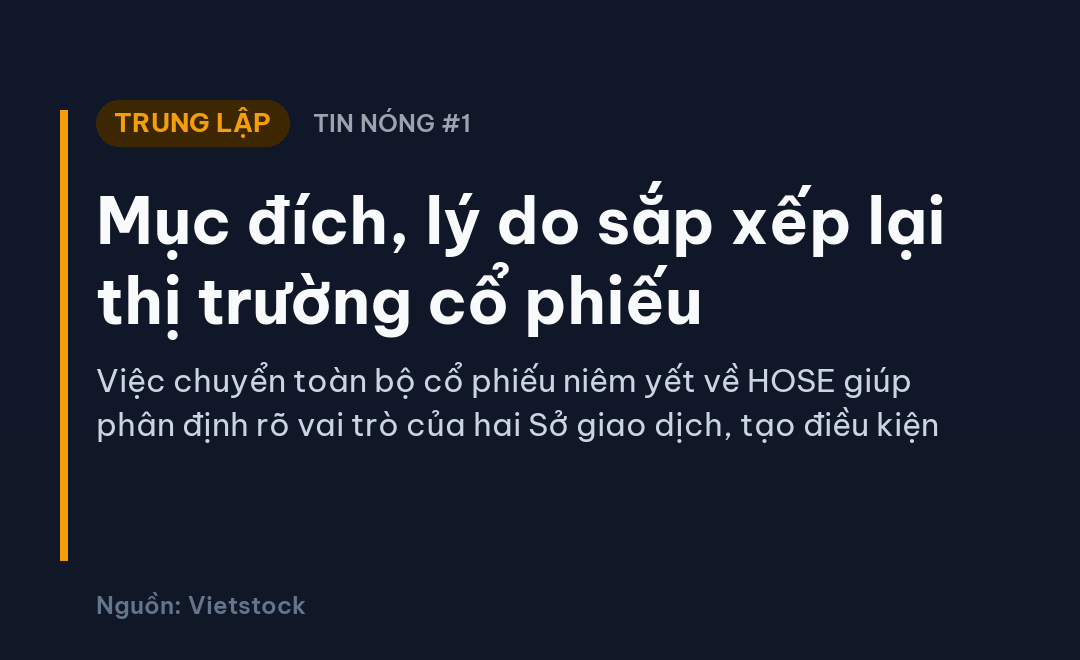 TRUNG LẬP TIN NÓNG #1
Mục đích, lý do sắp xếp lại
thị trường cổ phiếu
Việc chuyển toàn bộ cổ phiếu niêm yết về HOSE giúp
phân định rõ vai trò của hai Sở giao dịch, tạo điều kiện
Nguồn: Vietstock